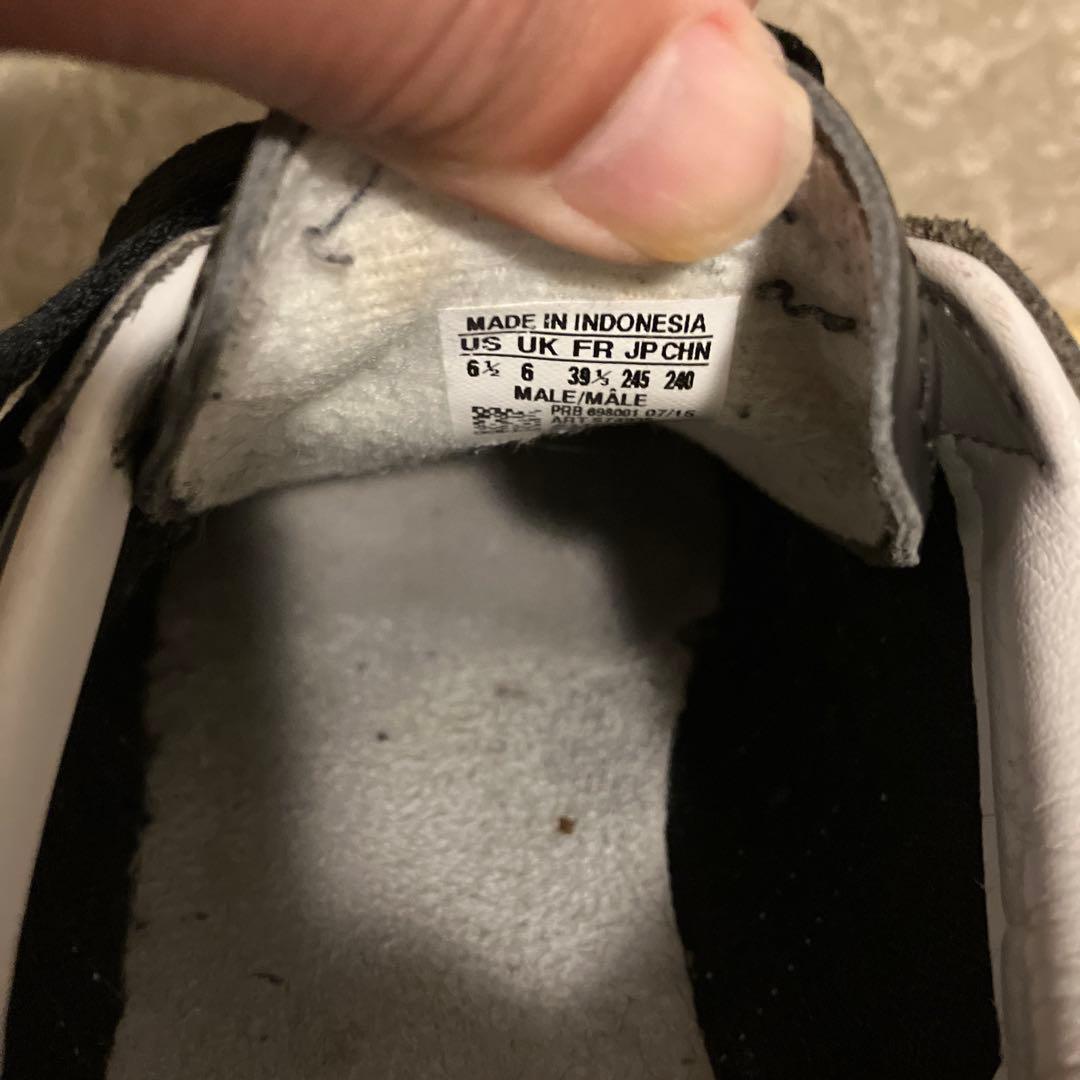 MADE IN INDONESIA
US UK FR JP CHN
6½ 6 39⅓ 245 240
MALE/MÂLE
PRB 698001 07/15
ART